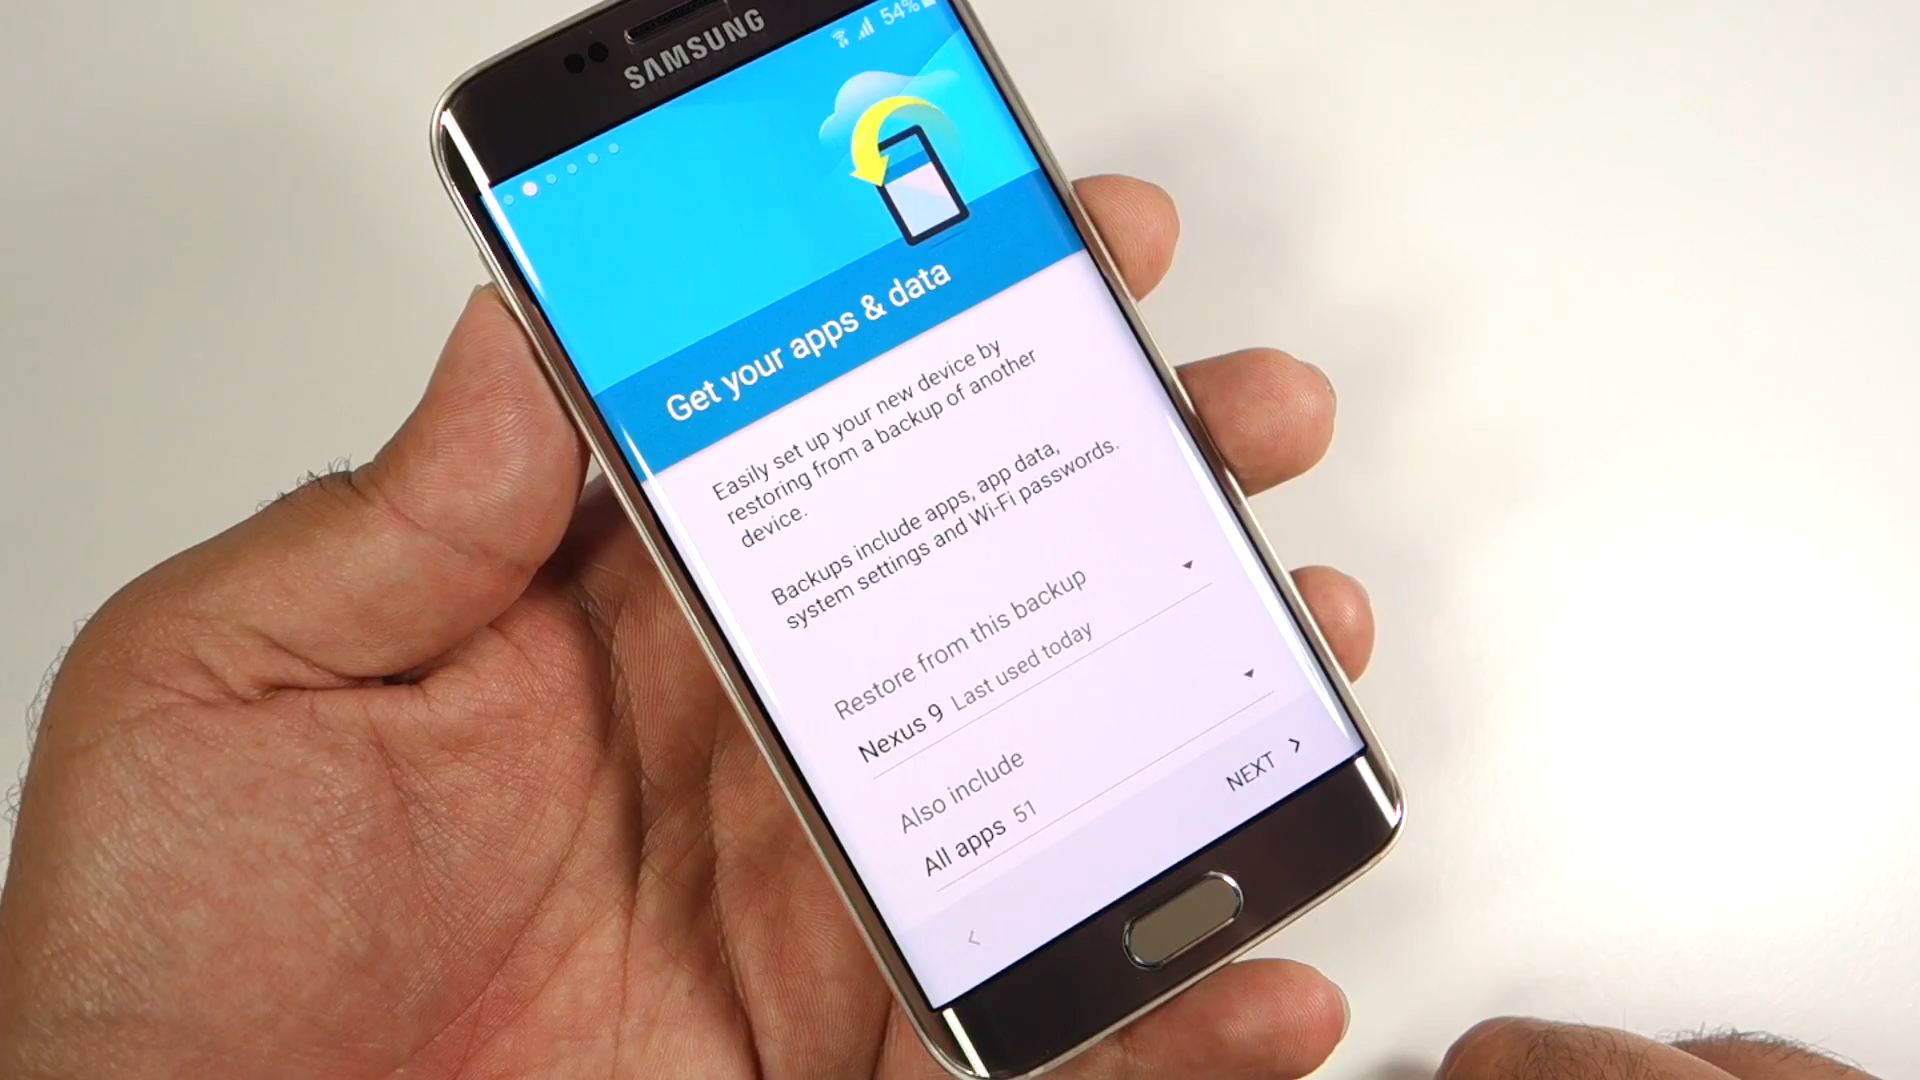 SAMSUNG
54%
Get your apps & data
Easily set up your new device by
restoring from a backup of another
device.
Backups include apps, app data,
system settings and Wi-Fi passwords.
Restore from this backup
Nexus 9 Last used today
Also include
All apps 51
NEXT